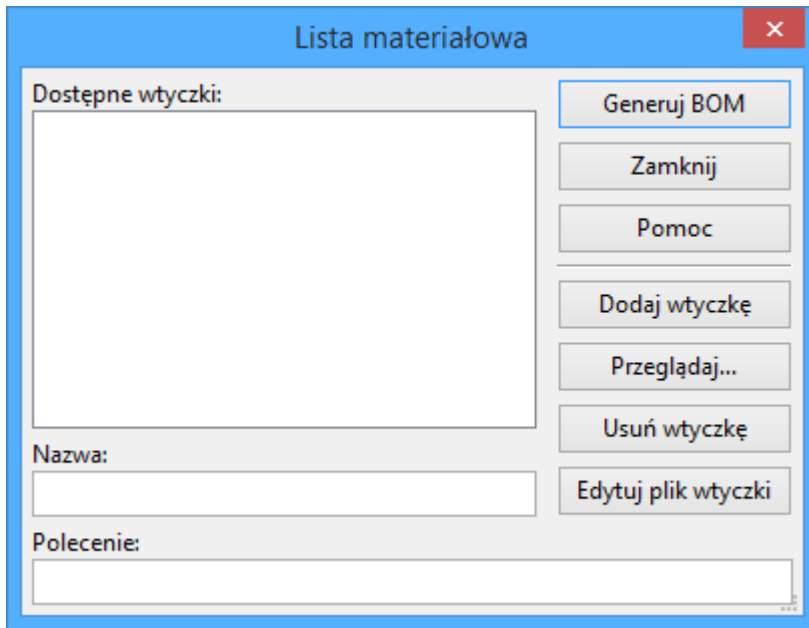 Lista materiałowa
Dostępne wtyczki:
Generuj BOM
Zamknij
Pomoc
Dodaj wtyczkę
Przeglądaj...
Usuń wtyczkę
Nazwa:
Edytuj plik wtyczki
Polecenie: